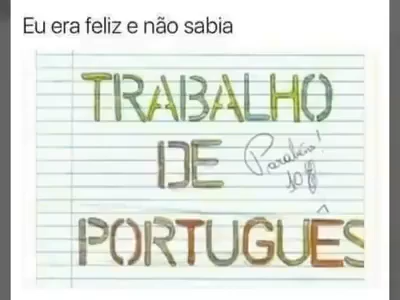 Eu era feliz e não sabia
TRABALHO
DE
Parabéns!
10
PORTUGUÊS